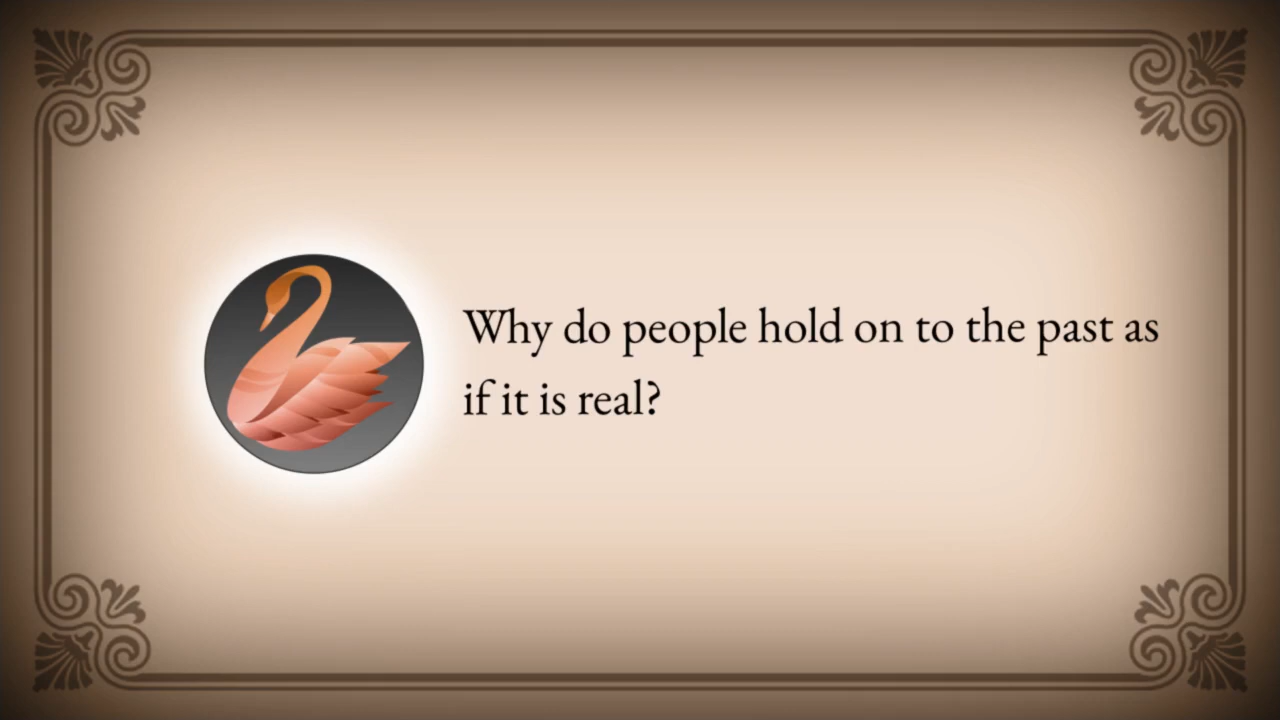 Why do people hold on to the past as
if it is real?